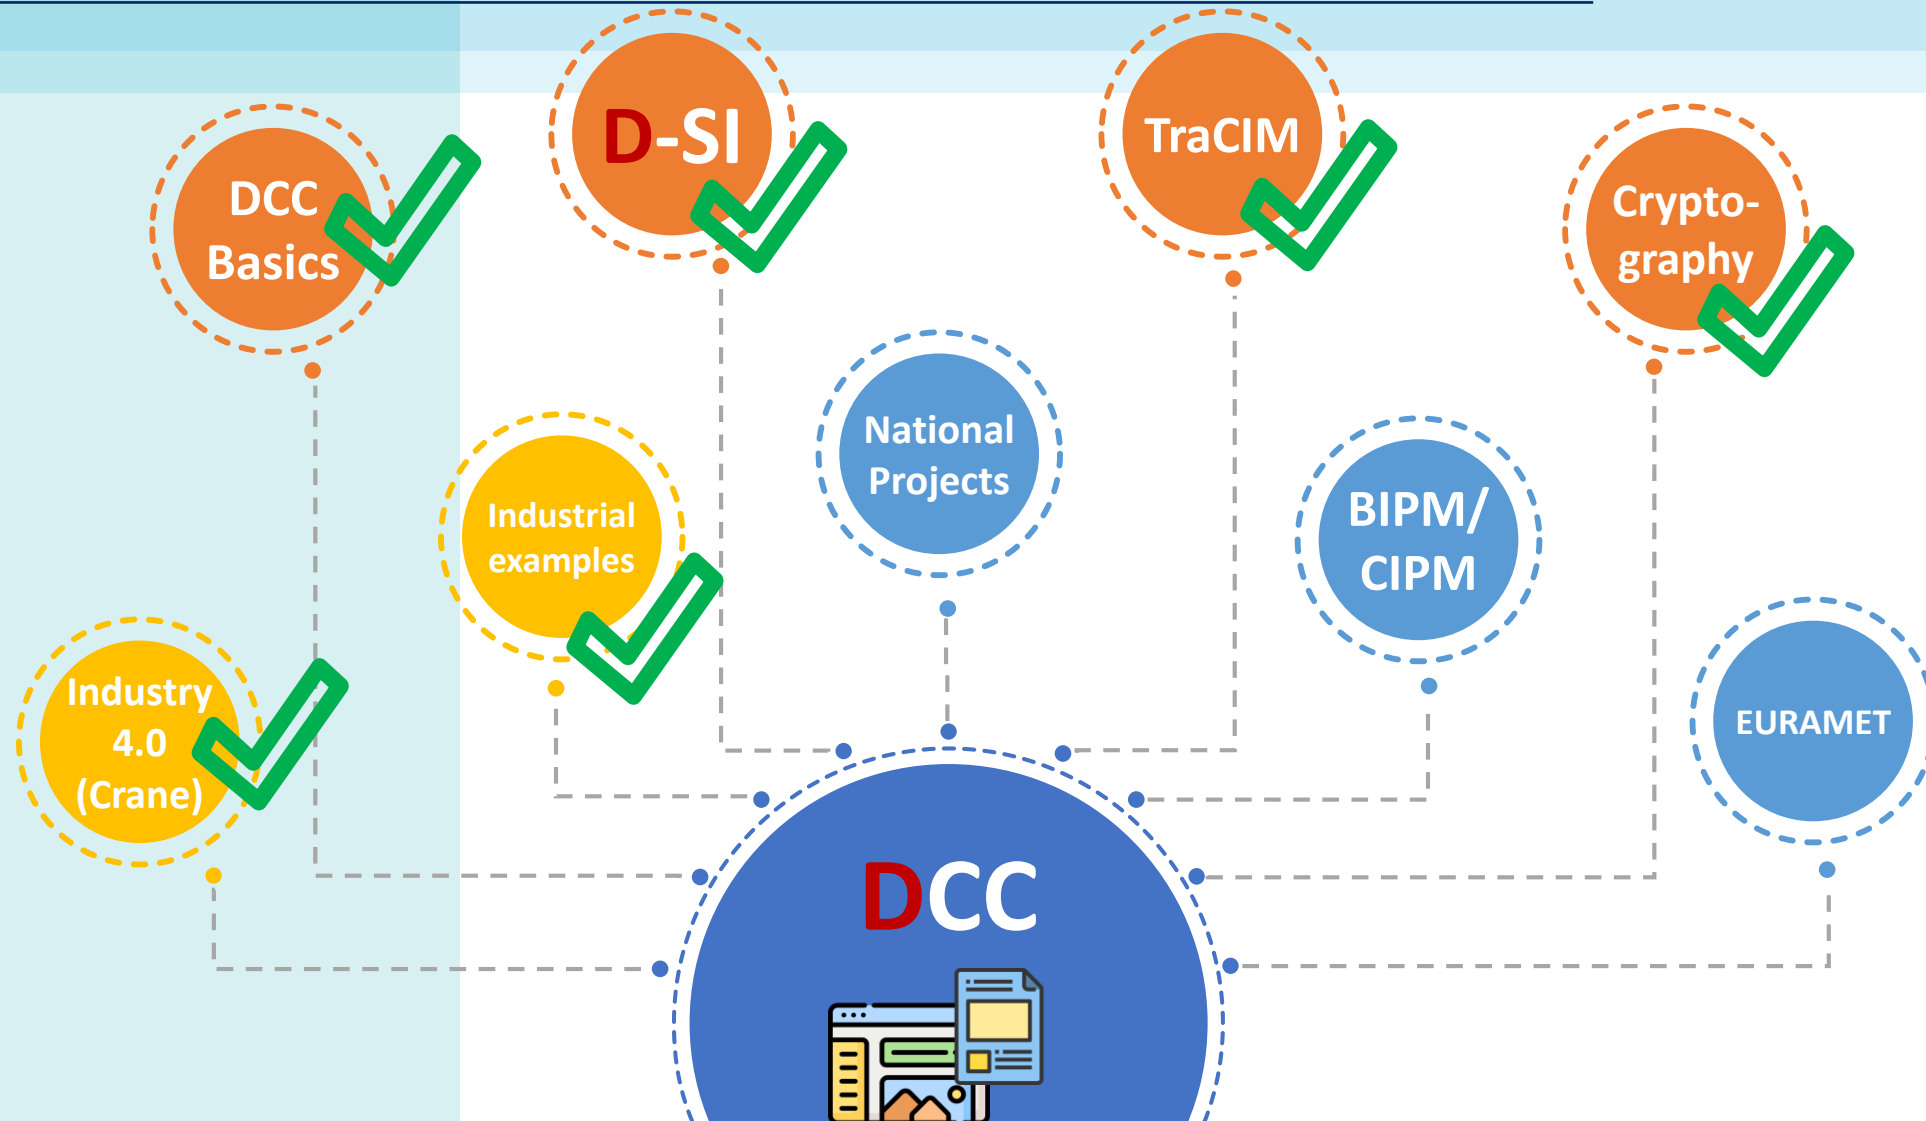 D-SI
TraCIM
DCC
Basics
Crypto-
graphy
National
Projects
Industrial
examples
BIPM/
CIPM
Industry
4.0
(Crane)
EURAMET
DCC